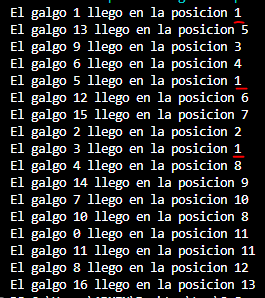 El galgo 1 llego en la posicion 1
El galgo 13 llego en la posicion 5
El galgo 9 llego en la posicion 3
El galgo 6 llego en la posicion 4
El galgo 5 llego en la posicion 1
El galgo 12 llego en la posicion 6
El galgo 15 llego en la posicion 7
El galgo 2 llego en la posicion 2
El galgo 3 llego en la posicion 1
El galgo 4 llego en la posicion 8
El galgo 14 llego en la posicion 9
El galgo 7 llego en la posicion 10
El galgo 10 llego en la posicion 8
El galgo 0 llego en la posicion 11
El galgo 11 llego en la posicion 11
El galgo 8 llego en la posicion 12
El galgo 16 llego en la posicion 13